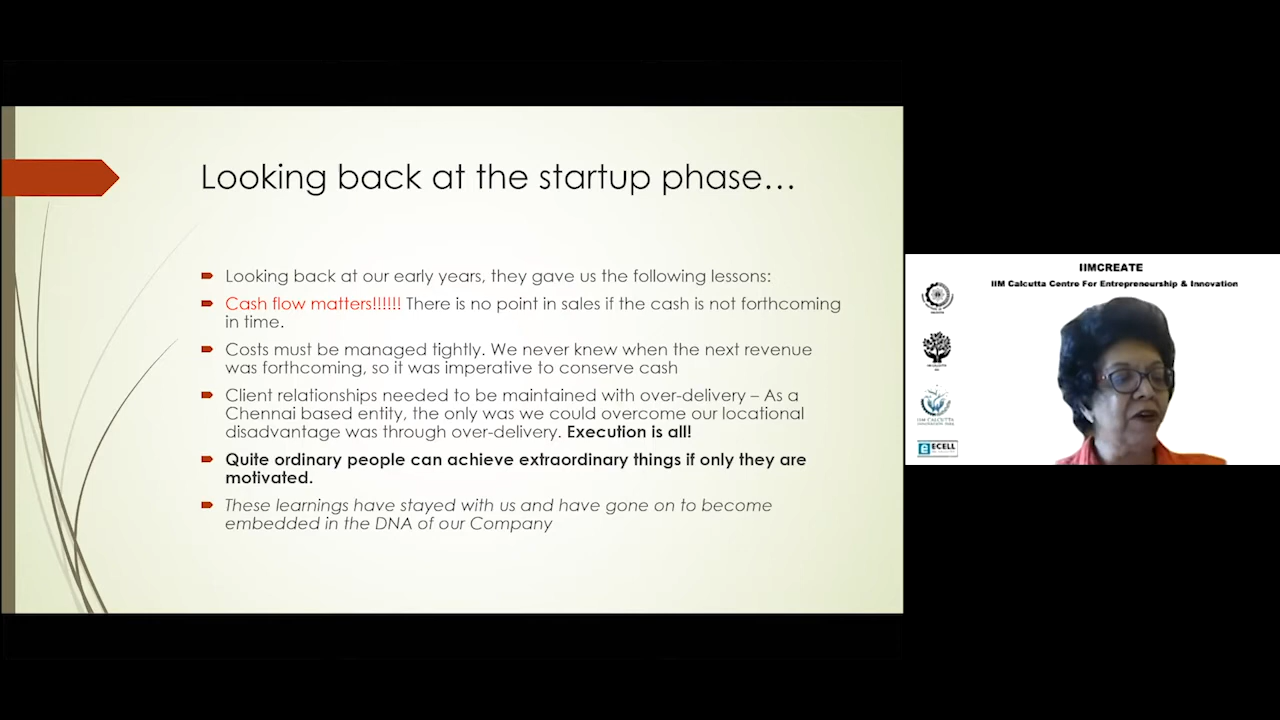 Looking back at the startup phase...
Looking back at our early years, they gave us the following lessons:
Cash flow matters!!!!!! There is no point in sales if the cash is not forthcoming
in time.
Costs must be managed tightly. We never knew when the next revenue
was forthcoming, so it was imperative to conserve cash
Client relationships needed to be maintained with over-delivery – As a
Chennai based entity, the only was we could overcome our locational
disadvantage was through over-delivery. Execution is all!
Quite ordinary people can achieve extraordinary things if only they are
motivated.
These learnings have stayed with us and have gone on to become
embedded in the DNA of our Company
IIMCREATE
IIM Calcutta Centre For Entrepreneurship & Innovation
IIM CALCUTTA
ECELL